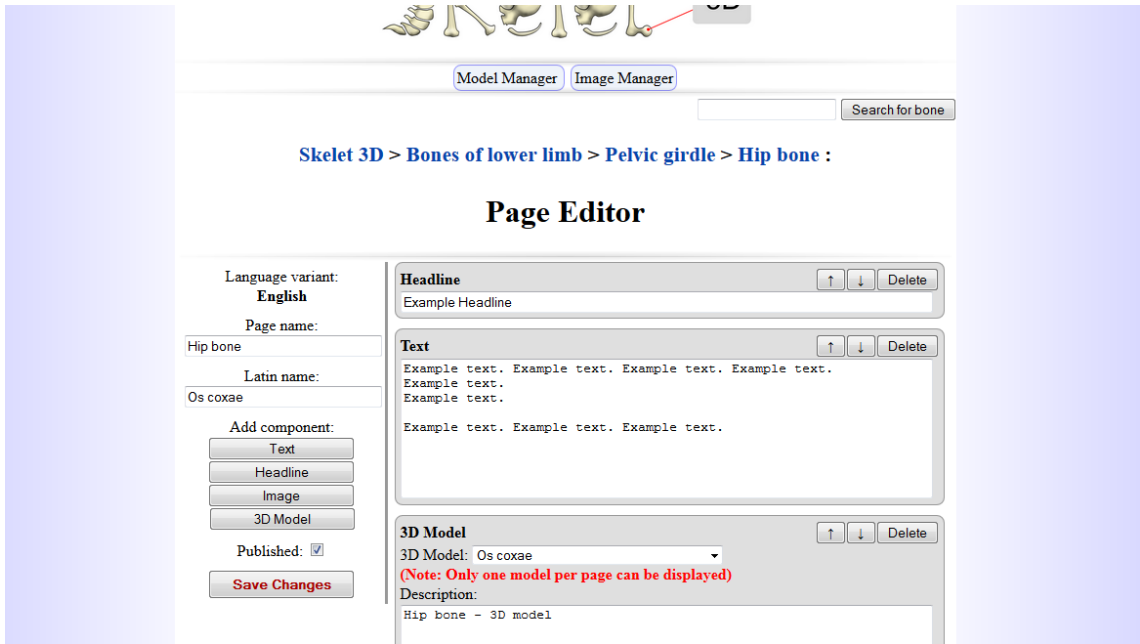 Skelet 3D
Model Manager Image Manager
Search for bone
Skelet 3D > Bones of lower limb > Pelvic girdle > Hip bone :
Page Editor
Language variant:
English
Page name:
Hip bone
Latin name:
Os coxae
Add component:
Text
Headline
Image
3D Model
Published:
Save Changes
Headline
↑ ↓ Delete
Example Headline
Text
↑ ↓ Delete
Example text. Example text. Example text. Example text.
Example text.
Example text.
Example text. Example text. Example text.
3D Model
↑ ↓ Delete
3D Model: Os coxae
(Note: Only one model per page can be displayed)
Description:
Hip bone - 3D model